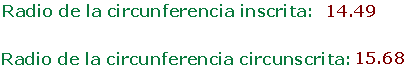 Radio de la circunferencia inscrita: 14.49
Radio de la circunferencia circunscrita: 15.68